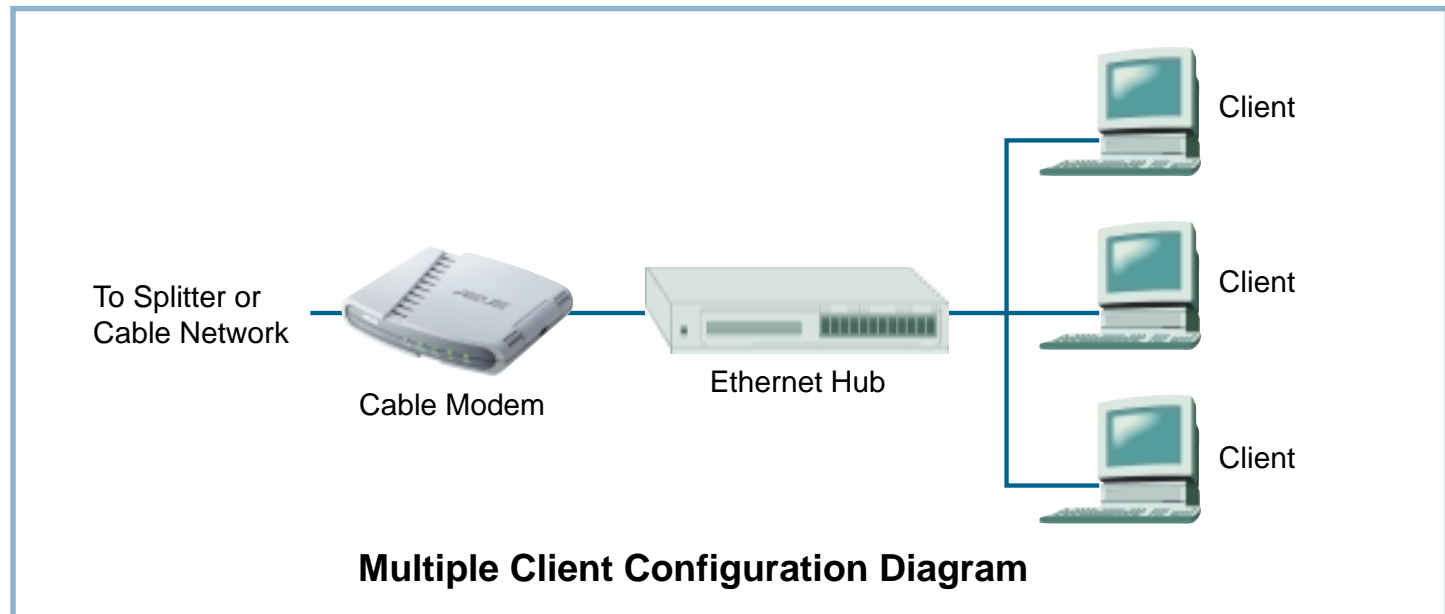 Client
Client
To Splitter or
Cable Network
Ethernet Hub
Cable Modem
Client
Multiple Client Configuration Diagram